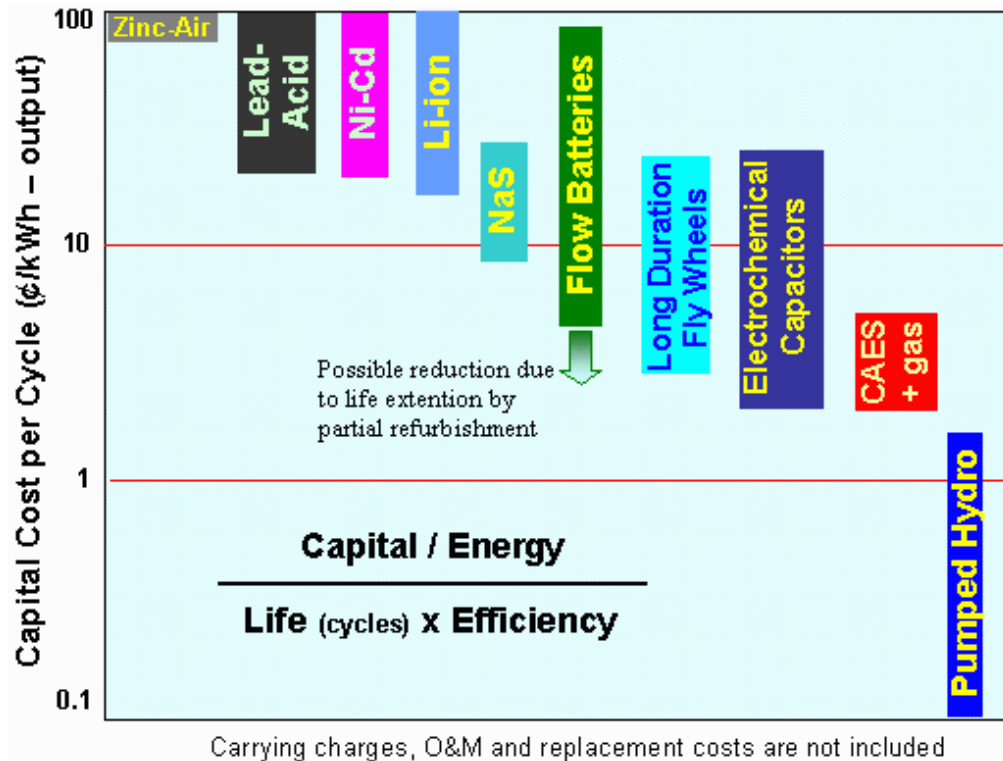 Capital Cost per Cycle (¢/kWh – output)
100
10
1
0.1
Zinc-Air
Lead-
Acid
Ni-Cd
Li-ion
NaS
Flow Batteries
Long Duration
Fly Wheels
Electrochemical
Capacitors
CAES
+ gas
Pumped Hydro
Possible reduction due
to life extention by
partial refurbishment
Capital / Energy
Life (cycles) x Efficiency
Carrying charges, O&M and replacement costs are not included